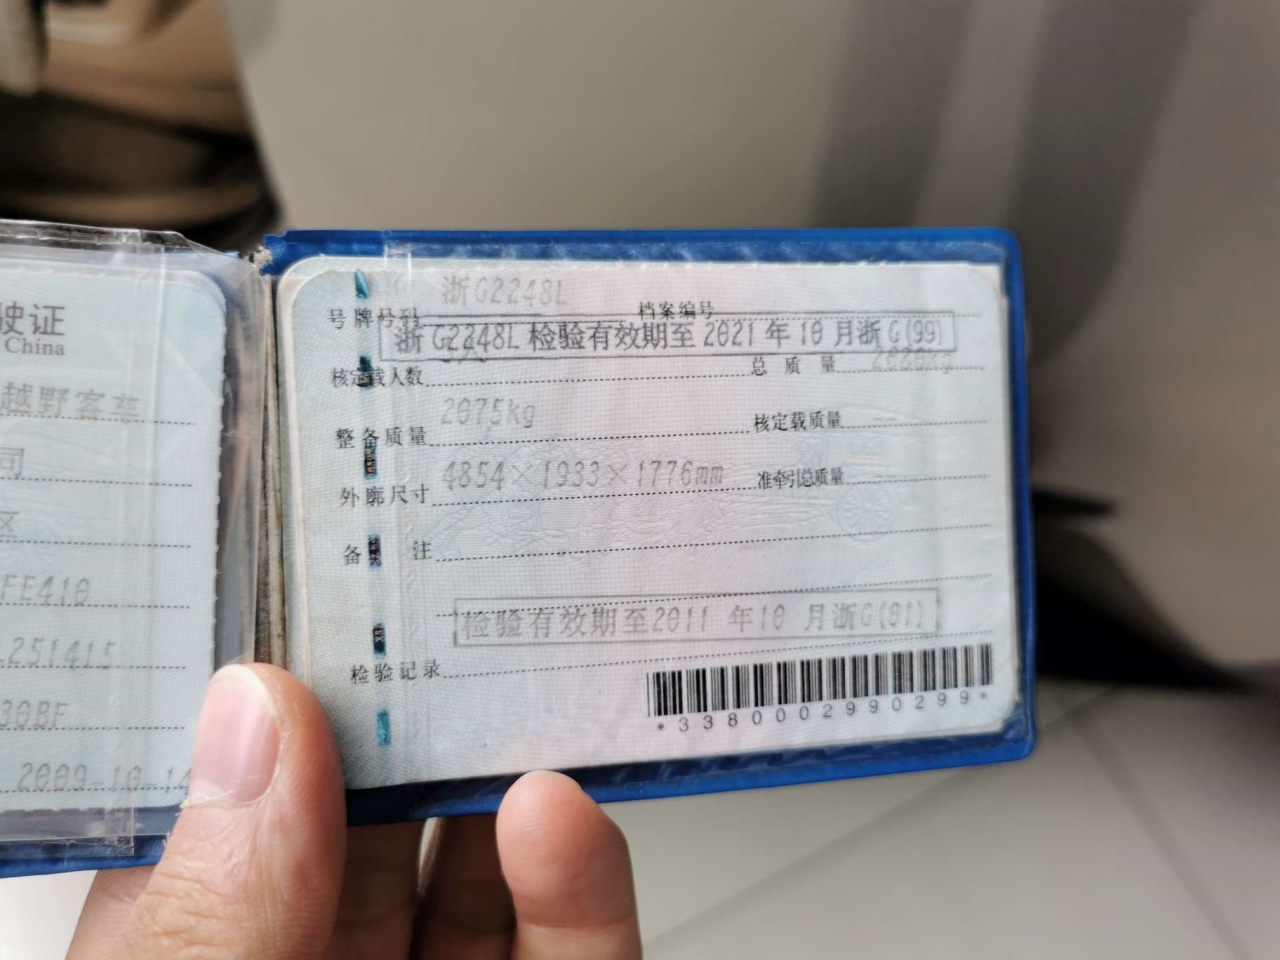 驶证
China
越野客车
司
区
FE410
251415
30BF
2009-10-14
号牌号码 浙G2248L 档案编号
浙G2248L 检验有效期至2021年10月浙G(99)
核定载人数 总质量
整备质量 2075kg 核定载质量 --
外廓尺寸 4854×1933×1776mm 准牵引总质量
备注
检验有效期至2011 年10 月浙G(01)
检验记录
*3380002990299*